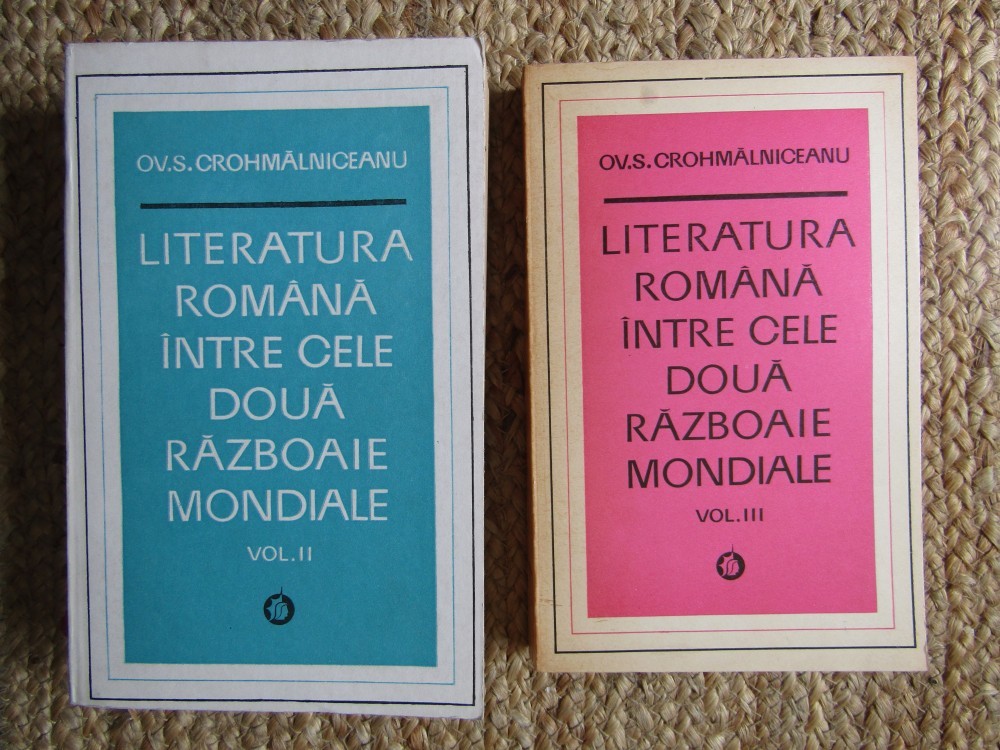 OV.S.CROHMĂLNICEANU
LITERATURA
ROMÂNĂ
ÎNTRE CELE
DOUĂ
RĂZBOAIE
MONDIALE
VOL.II
OV.S.CROHMĂLNICEANU
LITERATURA
ROMÂNĂ
ÎNTRE CELE
DOUĂ
RĂZBOAIE
MONDIALE
VOL.III